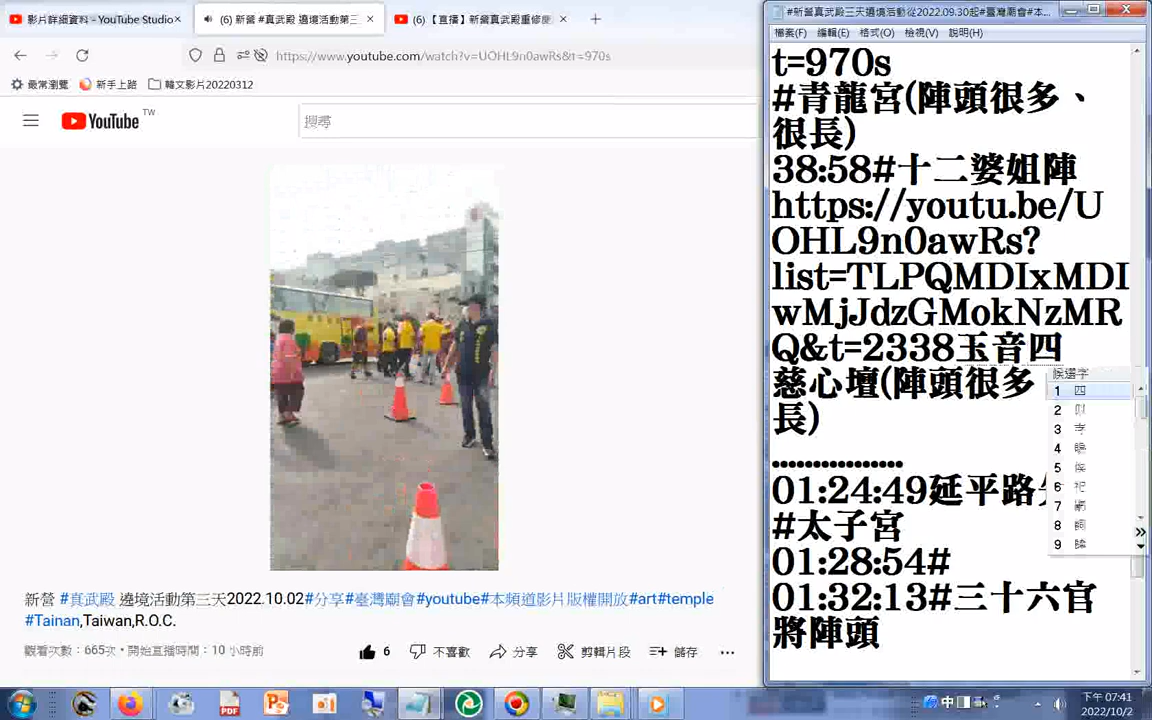 影片詳細資料 - YouTube Studio
(6) 新營 #真武殿 遶境活動第三
(6)【直播】新營真武殿重修慶
https://www.youtube.com/watch?v=UOHL9n0awRs&t=970s
最常瀏覽
新手上路
韓文影片20220312
YouTube TW
搜尋
新營 #真武殿 遶境活動第三天2022.10.02#分享#臺灣廟會#youtube#本頻道影片版權開放#art#temple
#Tainan,Taiwan,R.O.C.
觀看次數：665次 • 開始直播時間：10 小時前
6
不喜歡
分享
剪輯片段
儲存
#新營真武殿三天遶境活動從2022.09.30起#臺灣廟會#本...
檔案(F) 編輯(E) 格式(O) 檢視(V) 說明(H)
t=970s
#青龍宮(陣頭很多、
很長)
38:58#十二婆姐陣
https://youtu.be/U
OHL9n0awRs?
list=TLPQMDIxMDI
wMjJdzGMokNzMR
Q&t=2338玉音四
慈心壇(陣頭很多
長)
................
01:24:49延平路
#太子宮
01:28:54#
01:32:13#三十六官
將陣頭
候選字
1 四
2
3
4
5
6
7
8 詞
9
中
下午 07:41
2022/10/2